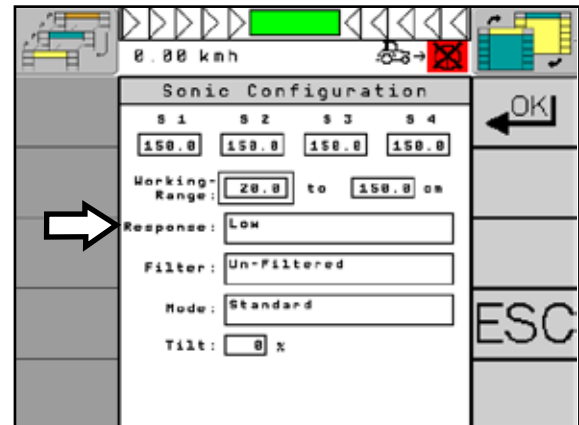 0.00 kmh
Sonic Configuration
OK
S 1 S 2 S 3 S 4
150.0 150.0 150.0 150.0
Working-
Range: 20.0 to 150.0 cm
Response: Low
Filter: Un-Filtered
Mode: Standard
ESC
Tilt: 0 %